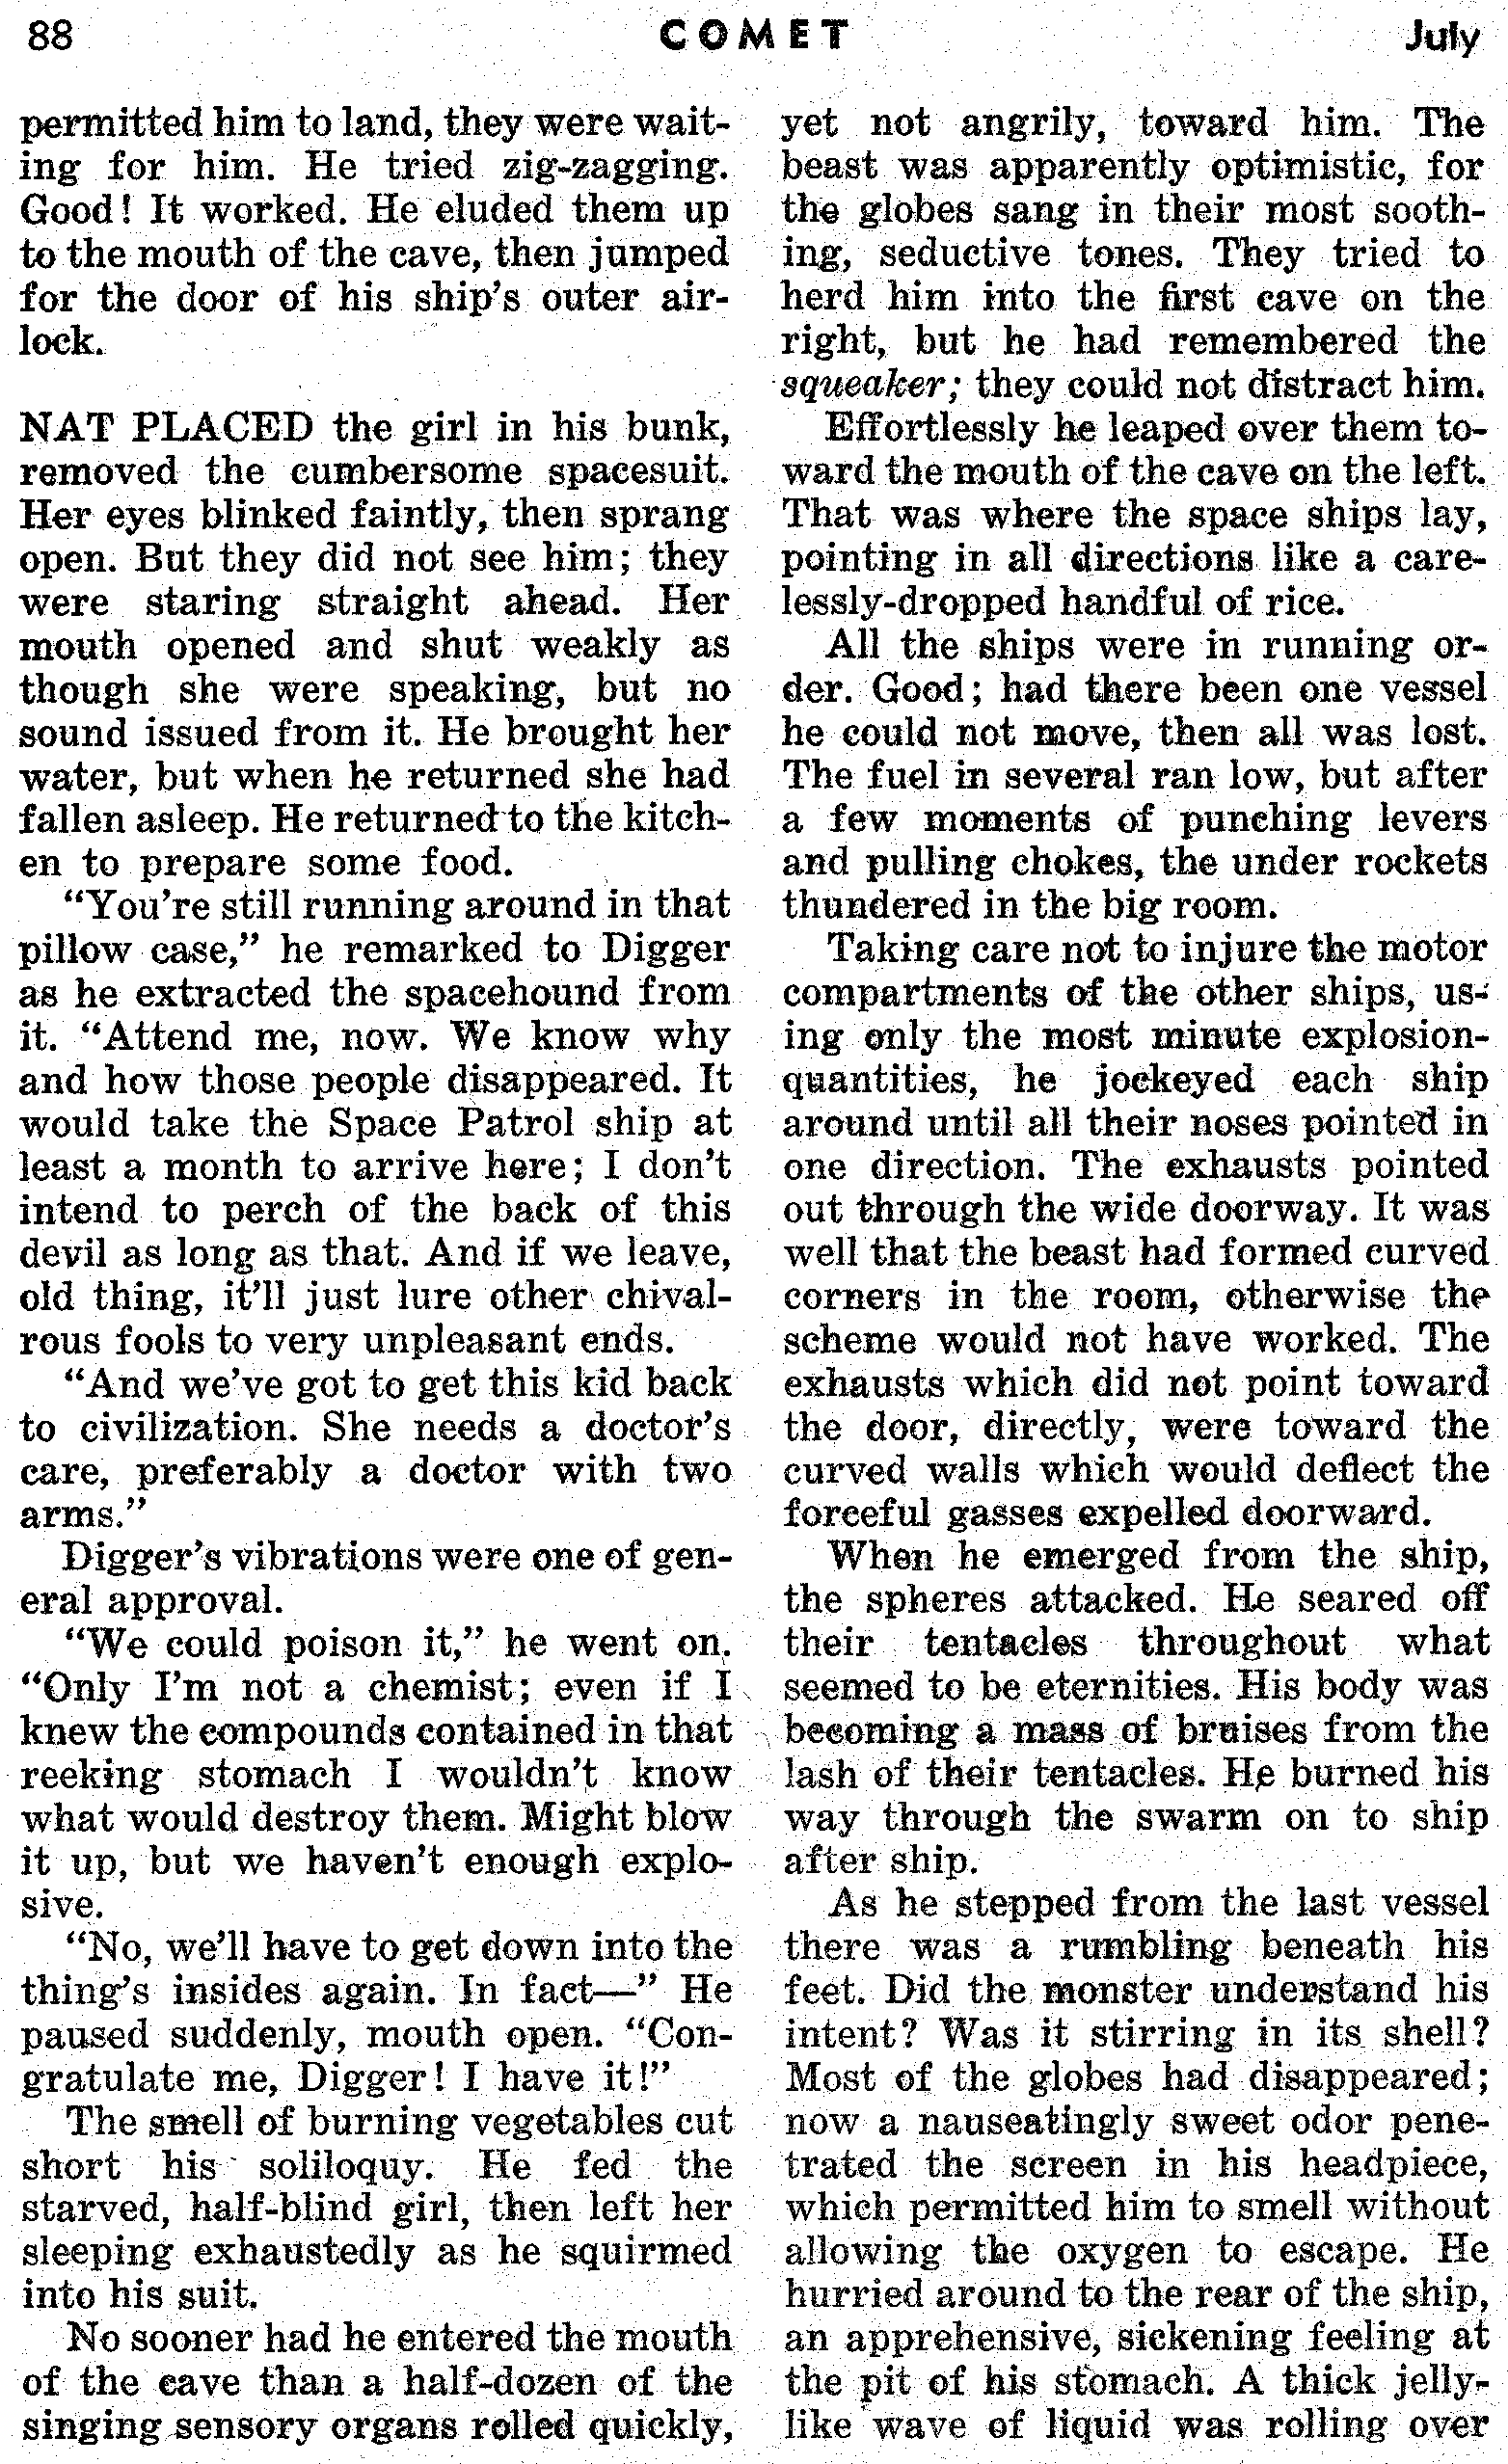 88 COMET July
permitted him to land, they were wait-
ing for him. He tried zig-zagging.
Good! It worked. He eluded them up
to the mouth of the cave, then jumped
for the door of his ship's outer air-
lock.
NAT PLACED the girl in his bunk,
removed the cumbersome spacesuit.
Her eyes blinked faintly, then sprang
open. But they did not see him; they
were staring straight ahead. Her
mouth opened and shut weakly as
though she were speaking, but no
sound issued from it. He brought her
water, but when he returned she had
fallen asleep. He returned to the kitch-
en to prepare some food.
"You're still running around in that
pillow case," he remarked to Digger
as he extracted the spacehound from
it. "Attend me, now. We know why
and how those people disappeared. It
would take the Space Patrol ship at
least a month to arrive here; I don't
intend to perch of the back of this
devil as long as that. And if we leave,
old thing, it'll just lure other chival-
rous fools to very unpleasant ends.
"And we've got to get this kid back
to civilization. She needs a doctor's
care, preferably a doctor with two
arms."
Digger's vibrations were one of gen-
eral approval.
"We could poison it," he went on.
"Only I'm not a chemist; even if I
knew the compounds contained in that
reeking stomach I wouldn't know
what would destroy them. Might blow
it up, but we haven't enough explo-
sive.
"No, we'll have to get down into the
thing's insides again. In fact—" He
paused suddenly, mouth open. "Con-
gratulate me, Digger! I have it!"
The smell of burning vegetables cut
short his soliloquy. He fed the
starved, half-blind girl, then left her
sleeping exhaustedly as he squirmed
into his suit.
No sooner had he entered the mouth
of the cave than a half-dozen of the
singing sensory organs rolled quickly,
yet not angrily, toward him. The
beast was apparently optimistic, for
the globes sang in their most sooth-
ing, seductive tones. They tried to
herd him into the first cave on the
right, but he had remembered the
squeaker; they could not distract him.
Effortlessly he leaped over them to-
ward the mouth of the cave on the left.
That was where the space ships lay,
pointing in all directions like a care-
lessly-dropped handful of rice.
All the ships were in running or-
der. Good; had there been one vessel
he could not move, then all was lost.
The fuel in several ran low, but after
a few moments of punching levers
and pulling chokes, the under rockets
thundered in the big room.
Taking care not to injure the motor
compartments of the other ships, us-
ing only the most minute explosion-
quantities, he jockeyed each ship
around until all their noses pointed in
one direction. The exhausts pointed
out through the wide doorway. It was
well that the beast had formed curved
corners in the room, otherwise the
scheme would not have worked. The
exhausts which did not point toward
the door, directly, were toward the
curved walls which would deflect the
forceful gasses expelled doorward.
When he emerged from the ship,
the spheres attacked. He seared off
their tentacles throughout what
seemed to be eternities. His body was
becoming a mass of bruises from the
lash of their tentacles. He burned his
way through the swarm on to ship
after ship.
As he stepped from the last vessel
there was a rumbling beneath his
feet. Did the monster understand his
intent? Was it stirring in its shell?
Most of the globes had disappeared;
now a nauseatingly sweet odor pene-
trated the screen in his headpiece,
which permitted him to smell without
allowing the oxygen to escape. He
hurried around to the rear of the ship,
an apprehensive, sickening feeling at
the pit of his stomach. A thick jelly-
like wave of liquid was rolling over